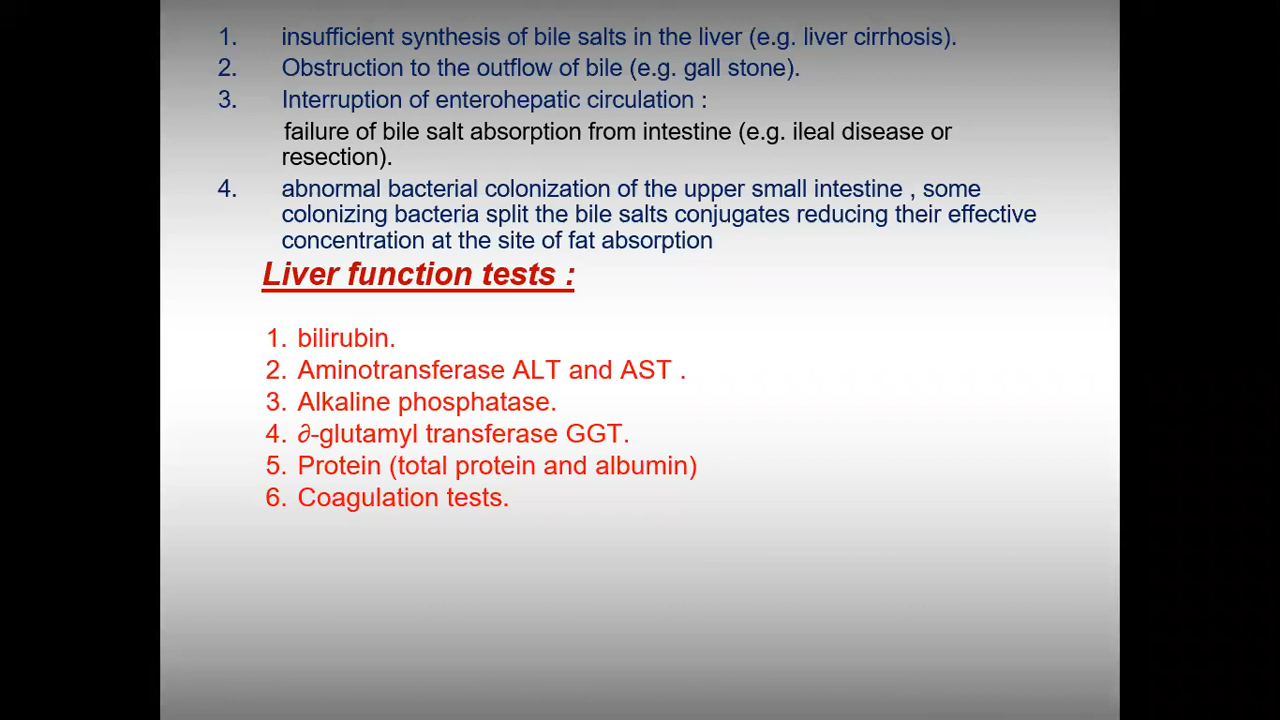 1. insufficient synthesis of bile salts in the liver (e.g. liver cirrhosis).
2. Obstruction to the outflow of bile (e.g. gall stone).
3. Interruption of enterohepatic circulation :
failure of bile salt absorption from intestine (e.g. ileal disease or
resection).
4. abnormal bacterial colonization of the upper small intestine , some
colonizing bacteria split the bile salts conjugates reducing their effective
concentration at the site of fat absorption
Liver function tests :
1. bilirubin.
2. Aminotransferase ALT and AST .
3. Alkaline phosphatase.
4. ∂-glutamyl transferase GGT.
5. Protein (total protein and albumin)
6. Coagulation tests.